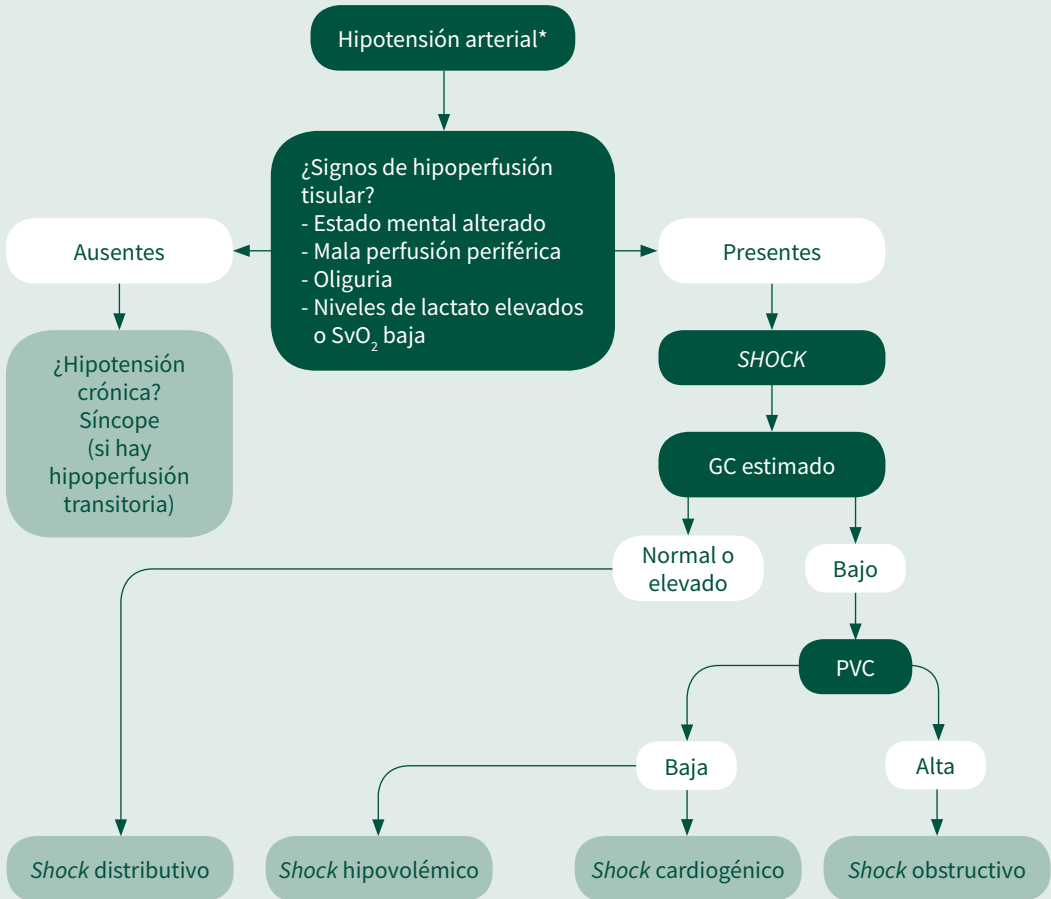 Hipotensión arterial*
¿Signos de hipoperfusión
tisular?
- Estado mental alterado
- Mala perfusión periférica
- Oliguria
- Niveles de lactato elevados
o SvO₂ baja
Ausentes
Presentes
¿Hipotensión
crónica?
Síncope
(si hay
hipoperfusión
transitoria)
SHOCK
GC estimado
Normal o
elevado
Bajo
PVC
Baja
Alta
Shock distributivo
Shock hipovolémico
Shock cardiogénico
Shock obstructivo